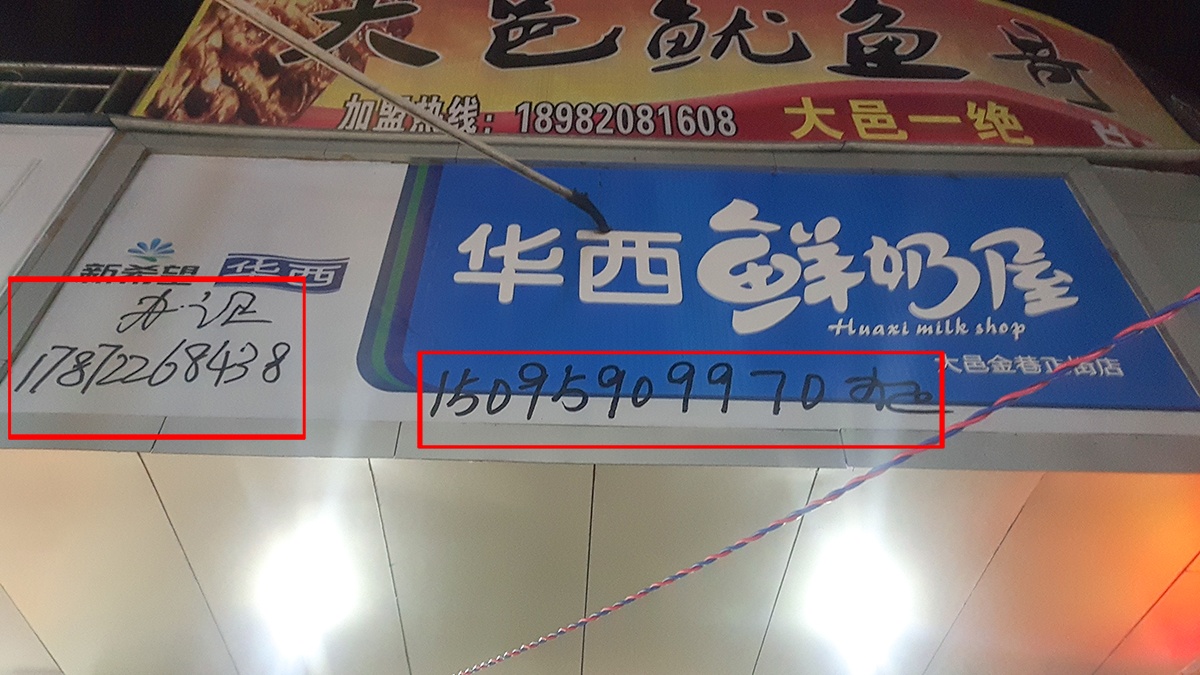 大邑鱿鱼哥
加盟热线：18982081608 大邑一绝
新希望 华西
华西鲜奶屋
Huaxi milk shop
大邑金巷正街店
办证
17872268438
15095909970 办证